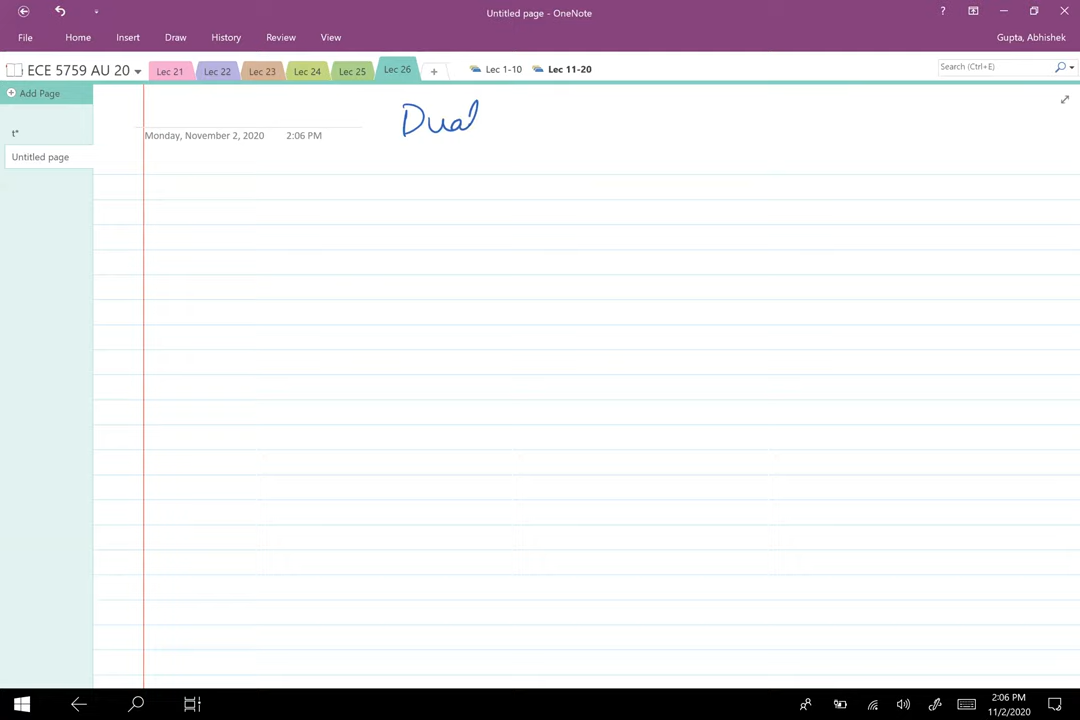 Untitled page - OneNote
?
File Home Insert Draw History Review View
Gupta, Abhishek
ECE 5759 AU 20
Lec 21
Lec 22
Lec 23
Lec 24
Lec 25
Lec 26
+
Lec 1-10
Lec 11-20
Search (Ctrl+E)
Add Page
t*
Untitled page
Dual
Monday, November 2, 2020 2:06 PM
2:06 PM
11/2/2020